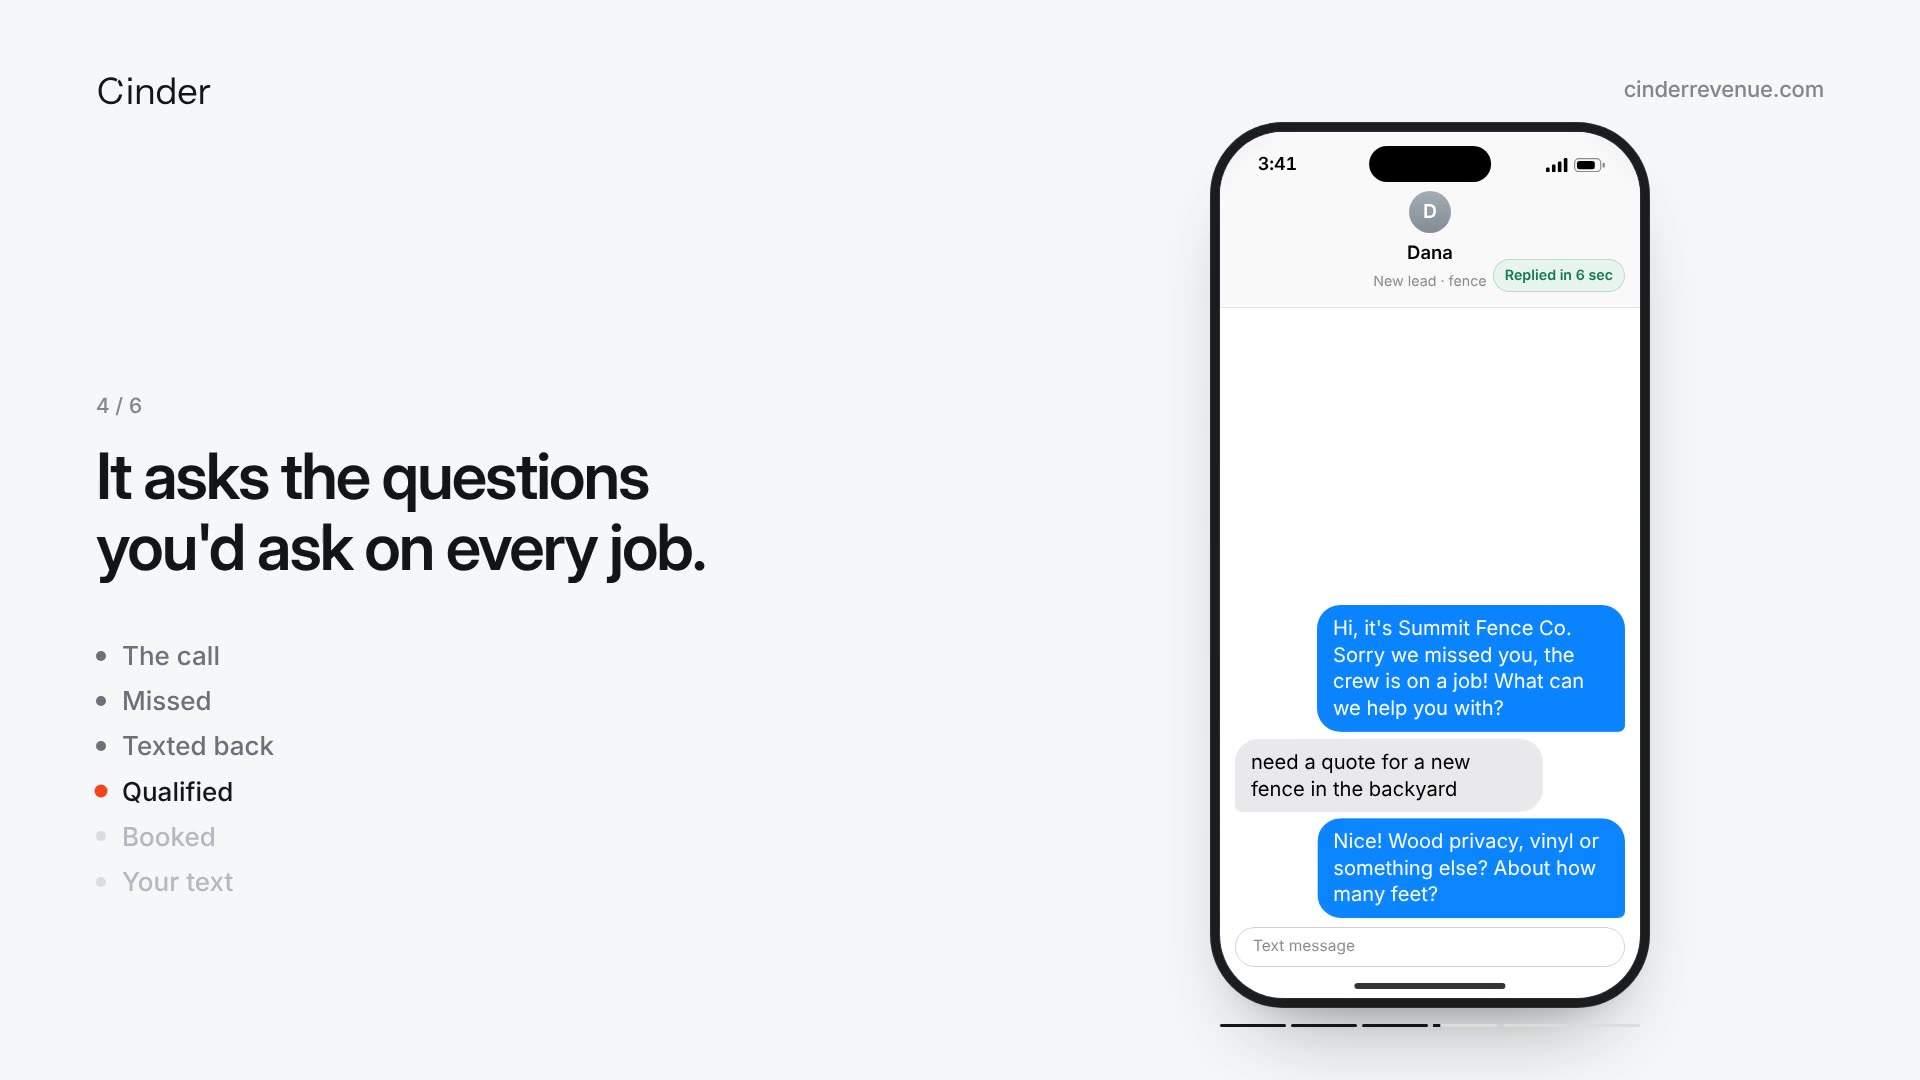 Cinder
cinderrevenue.com
4 / 6
It asks the questions
you'd ask on every job.
The call
Missed
Texted back
Qualified
Booked
Your text
3:41
D
Dana
New lead · fence
Replied in 6 sec
Hi, it's Summit Fence Co.
Sorry we missed you, the
crew is on a job! What can
we help you with?
need a quote for a new
fence in the backyard
Nice! Wood privacy, vinyl or
something else? About how
many feet?
Text message